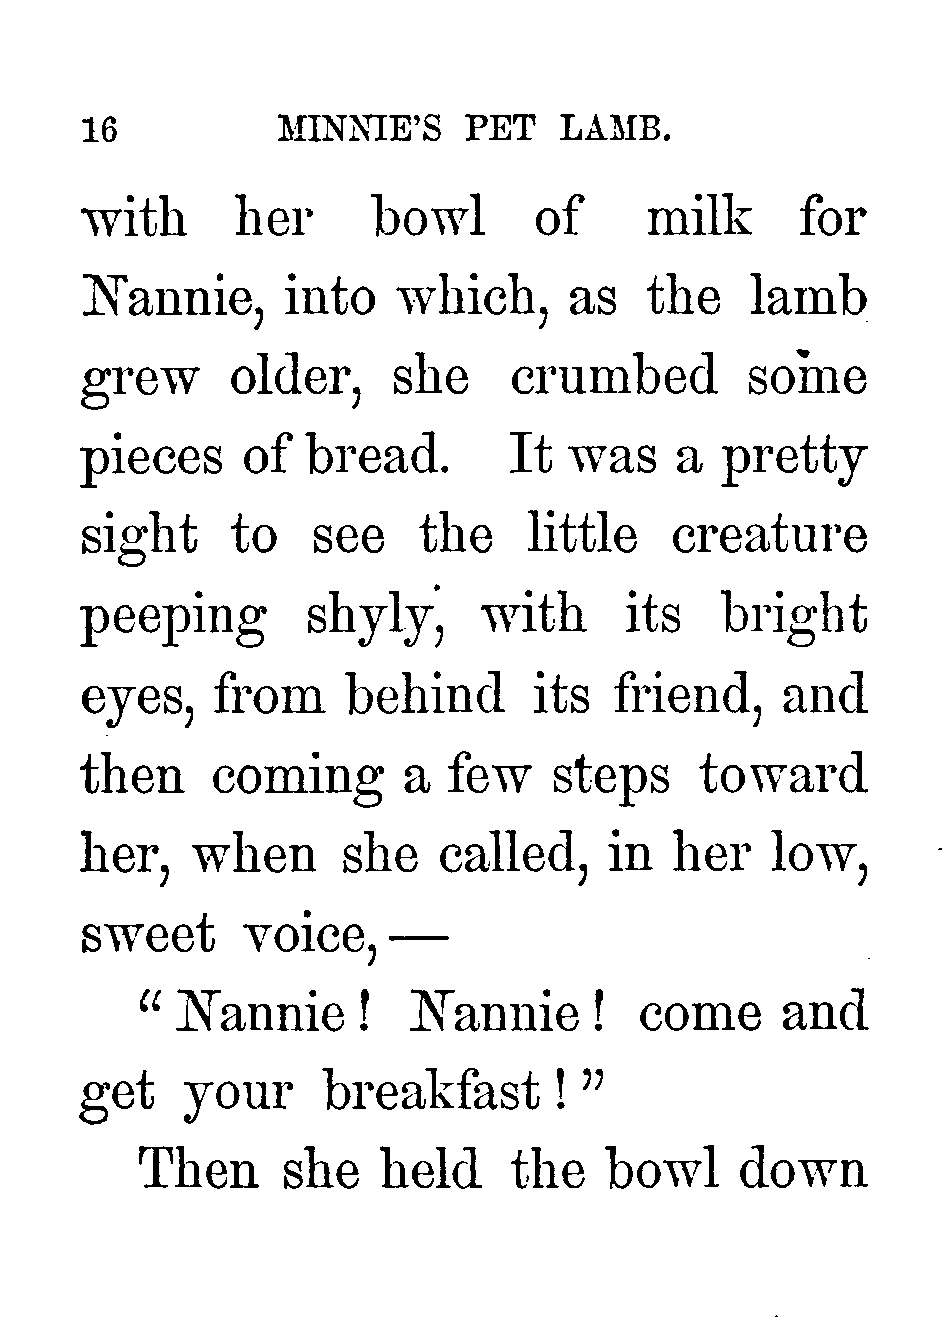 16 MINNIE'S PET LAMB.
with her bowl of milk for
Nannie, into which, as the lamb
grew older, she crumbed some
pieces of bread. It was a pretty
sight to see the little creature
peeping shyly, with its bright
eyes, from behind its friend, and
then coming a few steps toward
her, when she called, in her low,
sweet voice, —
“Nannie! Nannie! come and
get your breakfast!”
Then she held the bowl down